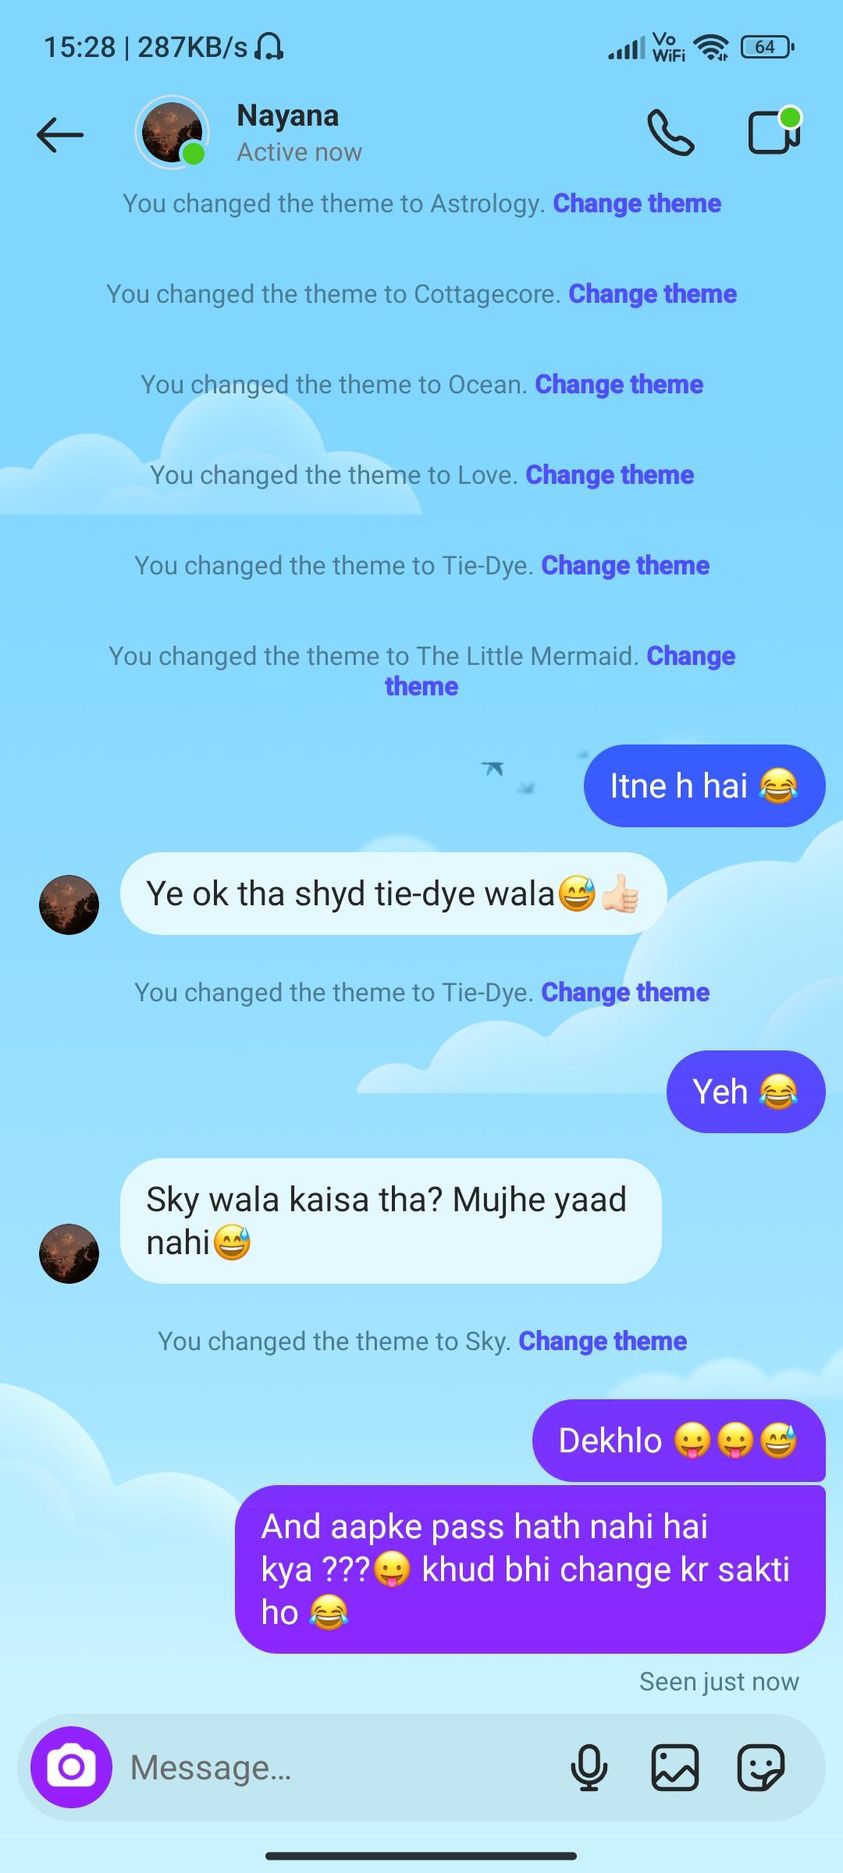 15:28 | 287KB/s
Vo
WiFi
64
Nayana
Active now
You changed the theme to Astrology. Change theme
You changed the theme to Cottagecore. Change theme
You changed the theme to Ocean. Change theme
You changed the theme to Love. Change theme
You changed the theme to Tie-Dye. Change theme
You changed the theme to The Little Mermaid. Change
theme
Itne h hai 😂
Ye ok tha shyd tie-dye wala😅👍🏻
You changed the theme to Tie-Dye. Change theme
Yeh 😂
Sky wala kaisa tha? Mujhe yaad
nahi😅
You changed the theme to Sky. Change theme
Dekhlo 😛😛😅
And aapke pass hath nahi hai
kya ???😛 khud bhi change kr sakti
ho 😂
Seen just now
Message...